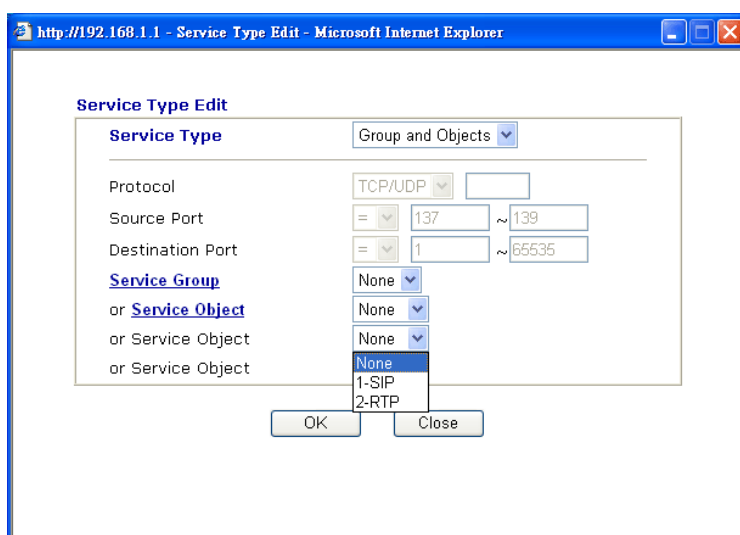 http://192.168.1.1 - Service Type Edit - Microsoft Internet Explorer
Service Type Edit
Service Type Group and Objects
Protocol TCP/UDP
Source Port = 137 ~ 139
Destination Port = 1 ~ 65535
Service Group None
or Service Object None
or Service Object None
or Service Object
None
1-SIP
2-RTP
OK Close